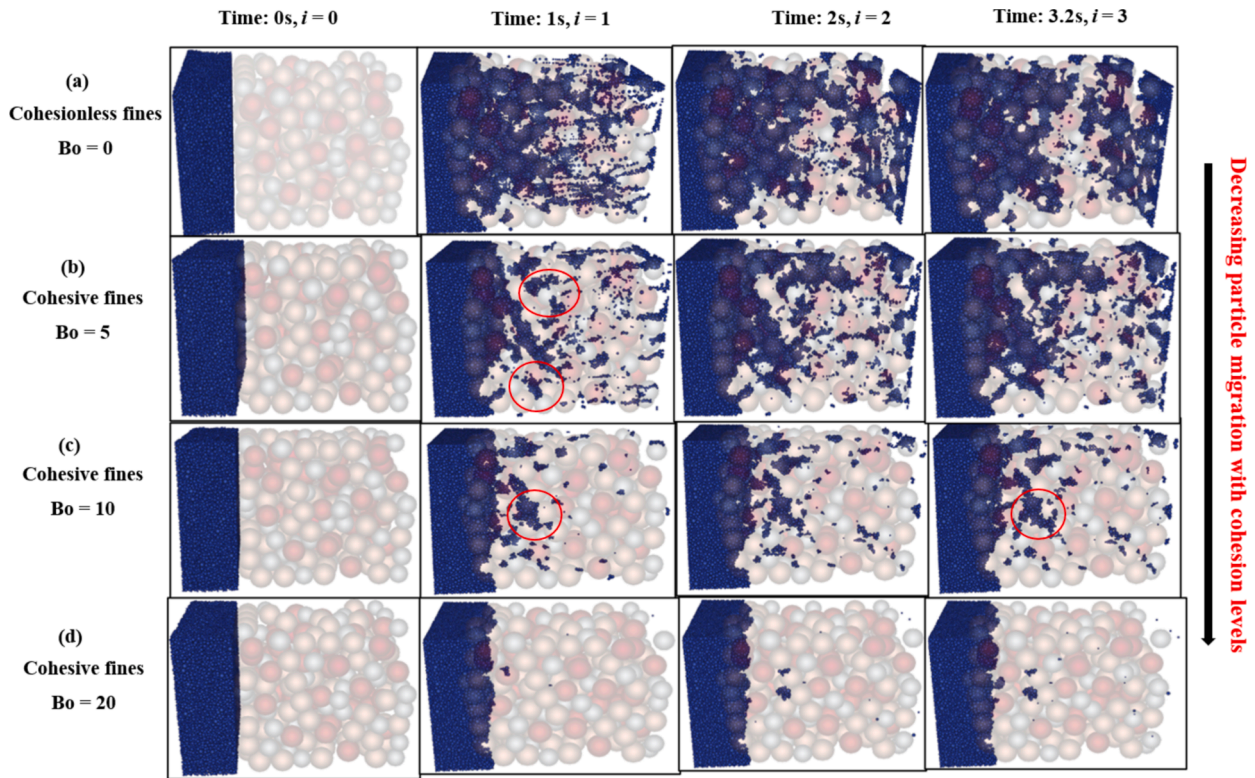 Time: 0s, i = 0
Time: 1s, i = 1
Time: 2s, i = 2
Time: 3.2s, i = 3
(a)
Cohesionless fines
Bo = 0
(b)
Cohesive fines
Bo = 5
(c)
Cohesive fines
Bo = 10
(d)
Cohesive fines
Bo = 20
Decreasing particle migration with cohesion levels